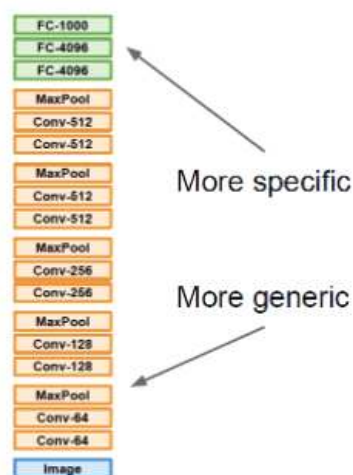 FC-1000
FC-4096
FC-4096
MaxPool
Conv-512
Conv-512
MaxPool
Conv-512
Conv-512
MaxPool
Conv-256
Conv-256
MaxPool
Conv-128
Conv-128
MaxPool
Conv-64
Conv-64
Image
More specific
More generic